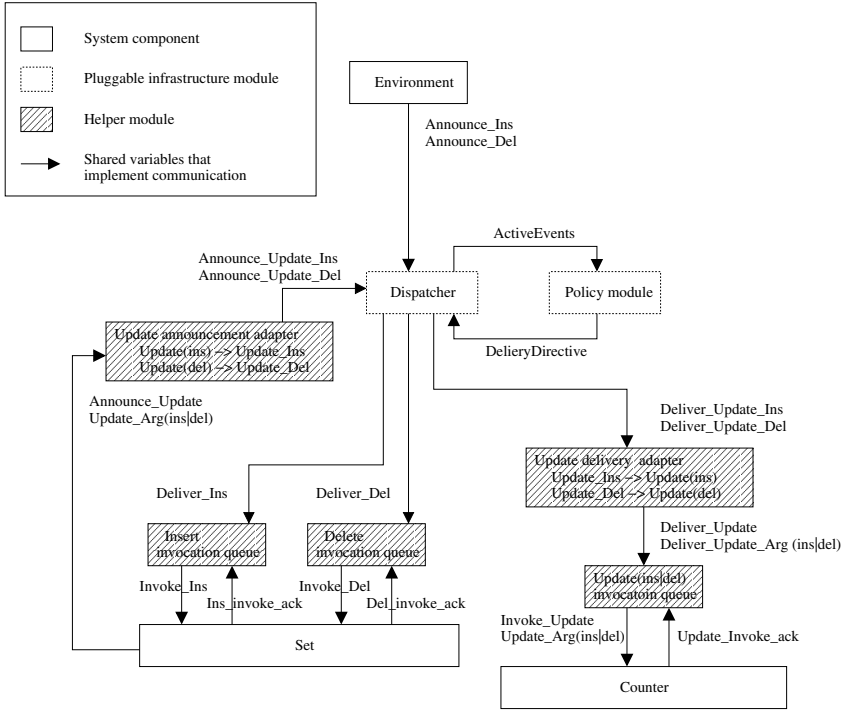 System component
Pluggable infrastructure module
Helper module
Shared variables that
implement communication
Environment
Announce_Ins
Announce_Del
ActiveEvents
Announce_Update_Ins
Announce_Update_Del
Dispatcher
Policy module
DelieryDirective
Update announcement adapter
Update(ins) −> Update_Ins
Update(del) −> Update_Del
Announce_Update
Update_Arg(ins|del)
Deliver_Update_Ins
Deliver_Update_Del
Update delivery adapter
Update_Ins −> Update(ins)
Update_Del −> Update(del)
Deliver_Ins
Deliver_Del
Insert
invocation queue
Delete
invocation queue
Deliver_Update
Deliver_Update_Arg (ins|del)
Update(ins|del)
invocatoin queue
Invoke_Ins
Ins_invoke_ack
Invoke_Del
Del_invoke_ack
Invoke_Update
Update_Arg(ins|del)
Update_Invoke_ack
Set
Counter